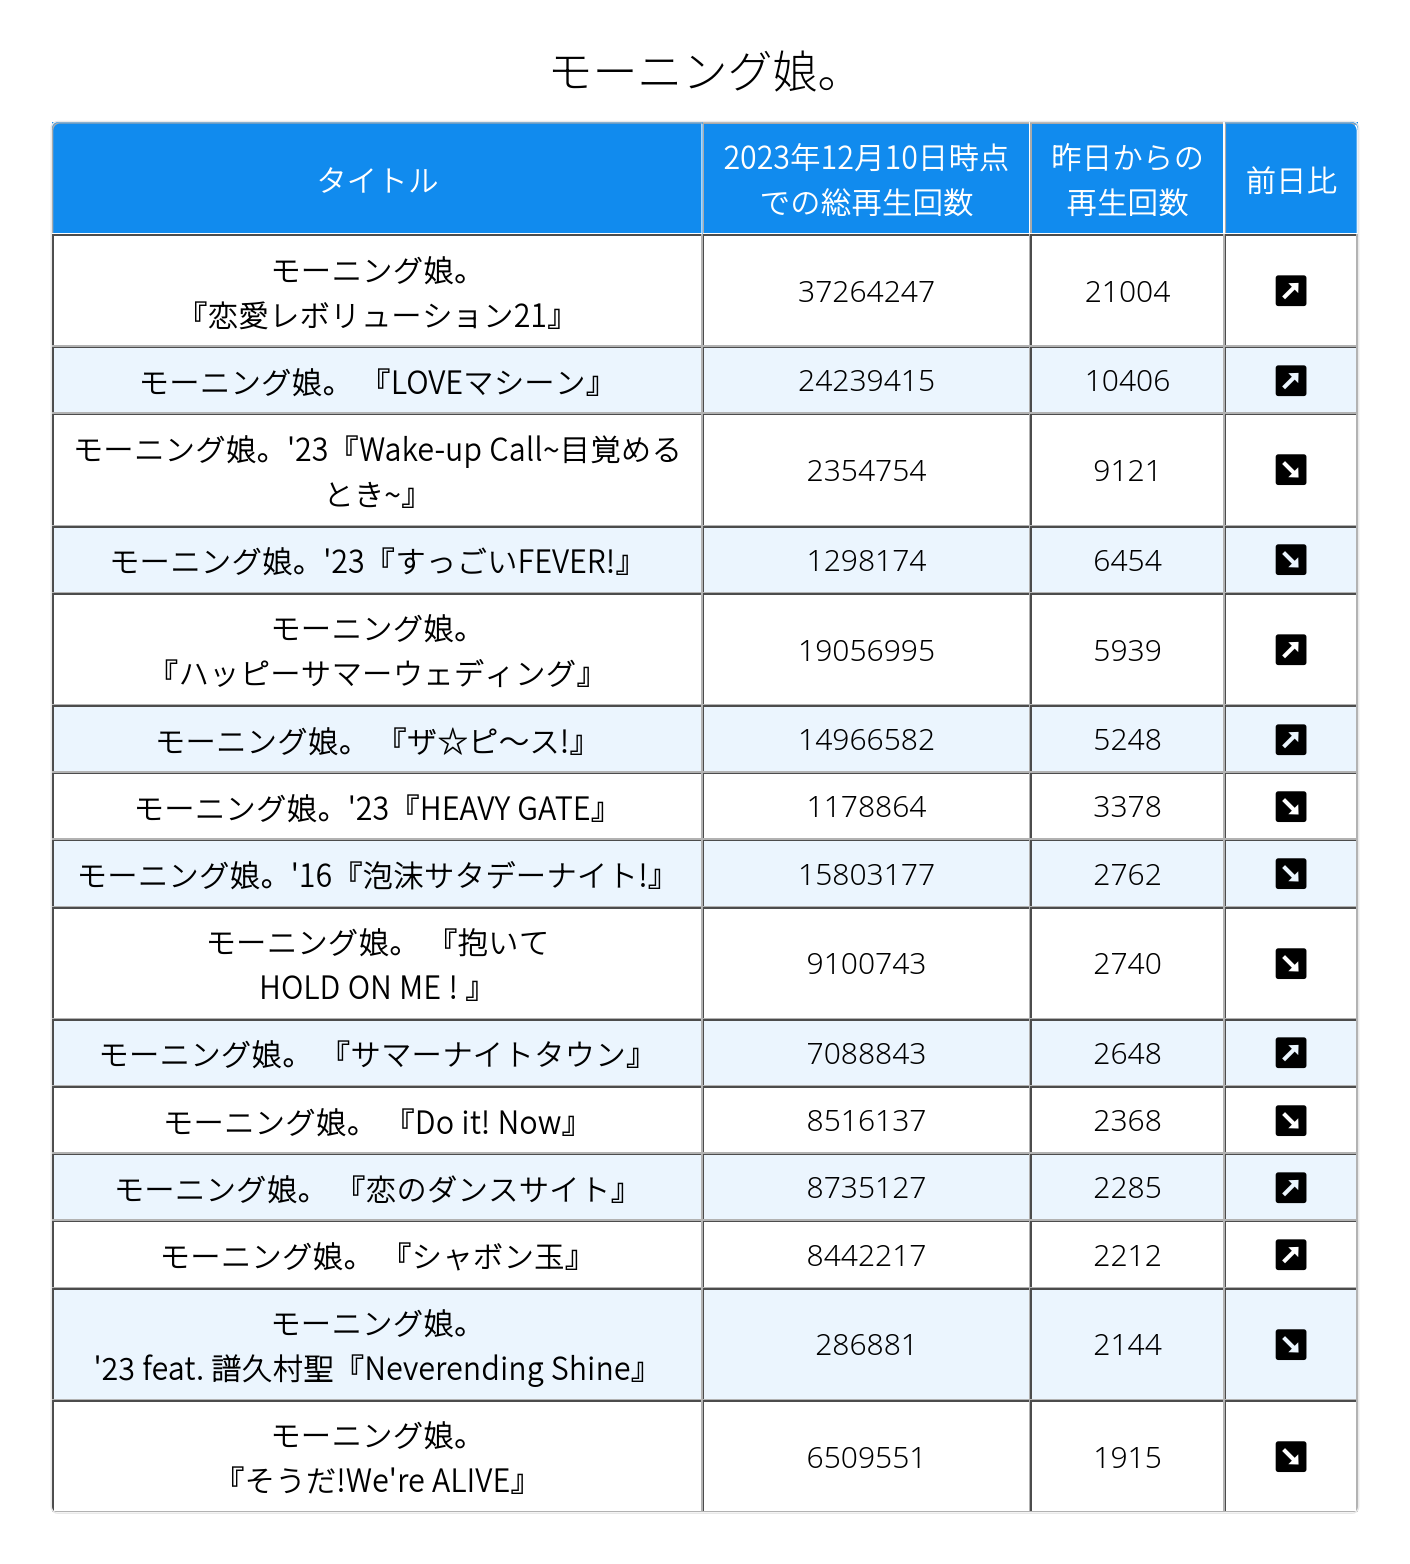 モーニング娘。
タイトル
2023年12月10日時点
での総再生回数
昨日からの
再生回数
前日比
モーニング娘。
『恋愛レボリューション21』
37264247
21004
モーニング娘。 『LOVEマシーン』
24239415
10406
モーニング娘。'23『Wake-up Call~目覚める
とき~』
2354754
9121
モーニング娘。'23『すっごいFEVER!』
1298174
6454
モーニング娘。
『ハッピーサマーウェディング』
19056995
5939
モーニング娘。 『ザ☆ピ〜ス!』
14966582
5248
モーニング娘。'23『HEAVY GATE』
1178864
3378
モーニング娘。'16『泡沫サタデーナイト!』
15803177
2762
モーニング娘。 『抱いて
HOLD ON ME ! 』
9100743
2740
モーニング娘。 『サマーナイトタウン』
7088843
2648
モーニング娘。 『Do it! Now』
8516137
2368
モーニング娘。 『恋のダンスサイト』
8735127
2285
モーニング娘。 『シャボン玉』
8442217
2212
モーニング娘。
'23 feat. 譜久村聖『Neverending Shine』
286881
2144
モーニング娘。
『そうだ!We're ALIVE』
6509551
1915